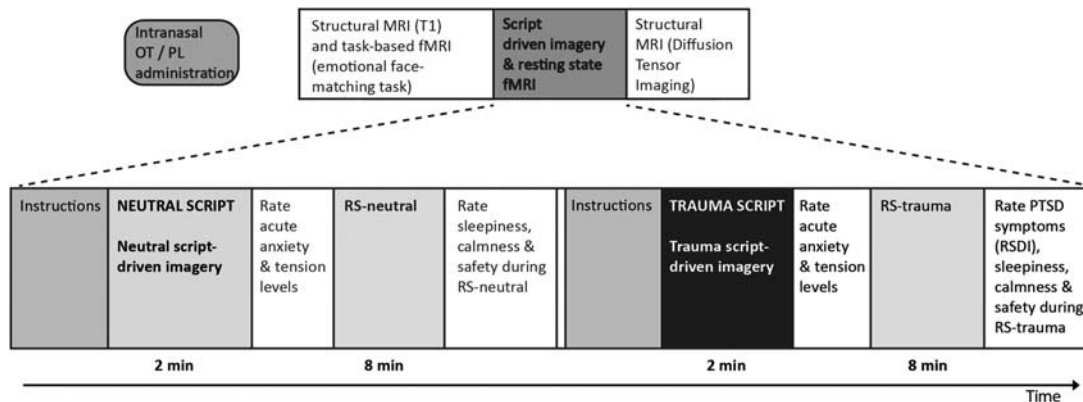 Intranasal
OT / PL
administration
Structural MRI (T1)
and task-based fMRI
(emotional face-
matching task)
Script
driven imagery
& resting state
fMRI
Structural
MRI (Diffusion
Tensor
Imaging)
Instructions
NEUTRAL SCRIPT
Neutral script-
driven imagery
Rate
acute
anxiety
& tension
levels
RS-neutral
Rate
sleepiness,
calmness &
safety during
RS-neutral
Instructions
TRAUMA SCRIPT
Trauma script-
driven imagery
Rate
acute
anxiety
& tension
levels
RS-trauma
Rate PTSD
symptoms
(RSDI),
sleepiness,
calmness &
safety during
RS-trauma
2 min
8 min
2 min
8 min
Time